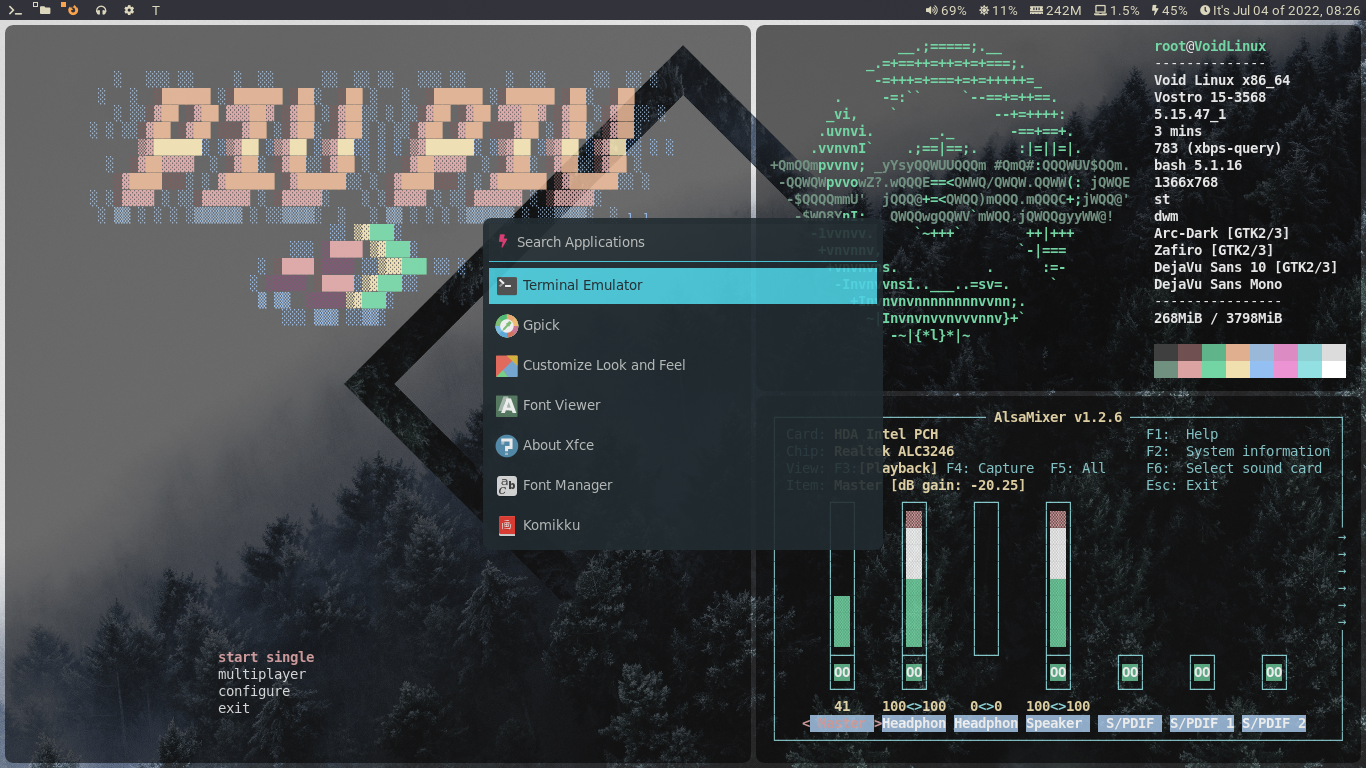 T
69% 11% 242M 1.5% 45% It's Jul 04 of 2022, 08:26
start single
multiplayer
configure
exit
Search Applications
Terminal Emulator
Gpick
Customize Look and Feel
Font Viewer
About Xfce
Font Manager
Komikku
root@VoidLinux
--------------
Void Linux x86_64
Vostro 15-3568
5.15.47_1
3 mins
783 (xbps-query)
bash 5.1.16
1366x768
st
dwm
Arc-Dark [GTK2/3]
Zafiro [GTK2/3]
DejaVu Sans 10 [GTK2/3]
DejaVu Sans Mono
---------------
268MiB / 3798MiB
AlsaMixer v1.2.6
Card: HDA Intel PCH F1: Help
Chip: Realtek ALC3246 F2: System information
View: F3:[Playback] F4: Capture F5: All F6: Select sound card
Item: Master [dB gain: -20.25] Esc: Exit
OO OO OO OO OO OO
41 100<>100 0<>0 100<>100
< Master >Headphon Headphon Speaker S/PDIF S/PDIF 1 S/PDIF 2